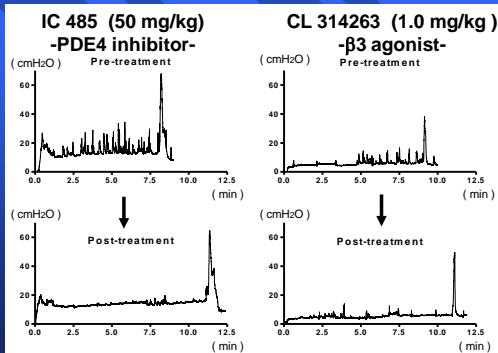 IC 485 (50 mg/kg)
-PDE4 inhibitor-
(cmH2O)
Pre-treatment
60
40
20
0
0.0 2.5 5.0 7.5 10.0 12.5
(min)
(cmH2O)
Post-treatment
60
40
20
0
0.0 2.5 5.0 7.5 10.0 12.5
(min)
CL 314263 (1.0 mg/kg )
-β3 agonist-
(cmH2O)
Pre-treatment
60
40
20
0
0.0 2.5 5.0 7.5 10.0 12.5
(min)
(cmH2O)
Post-treatment
60
40
20
0
0.0 2.5 5.0 7.5 10.0 12.5
(min)